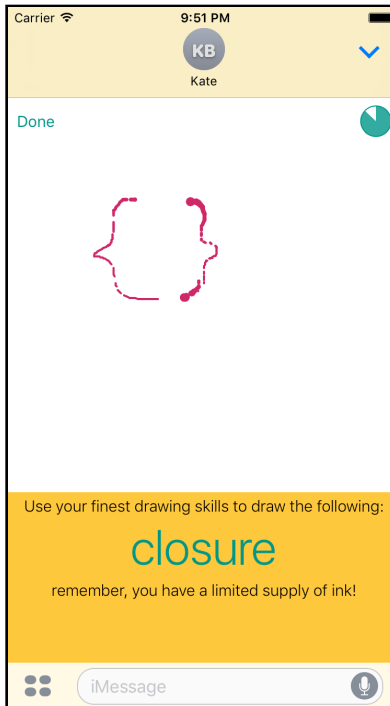 Carrier 9:51 PM
KB
Kate
Done
{ }
Use your finest drawing skills to draw the following:
closure
remember, you have a limited supply of ink!
iMessage